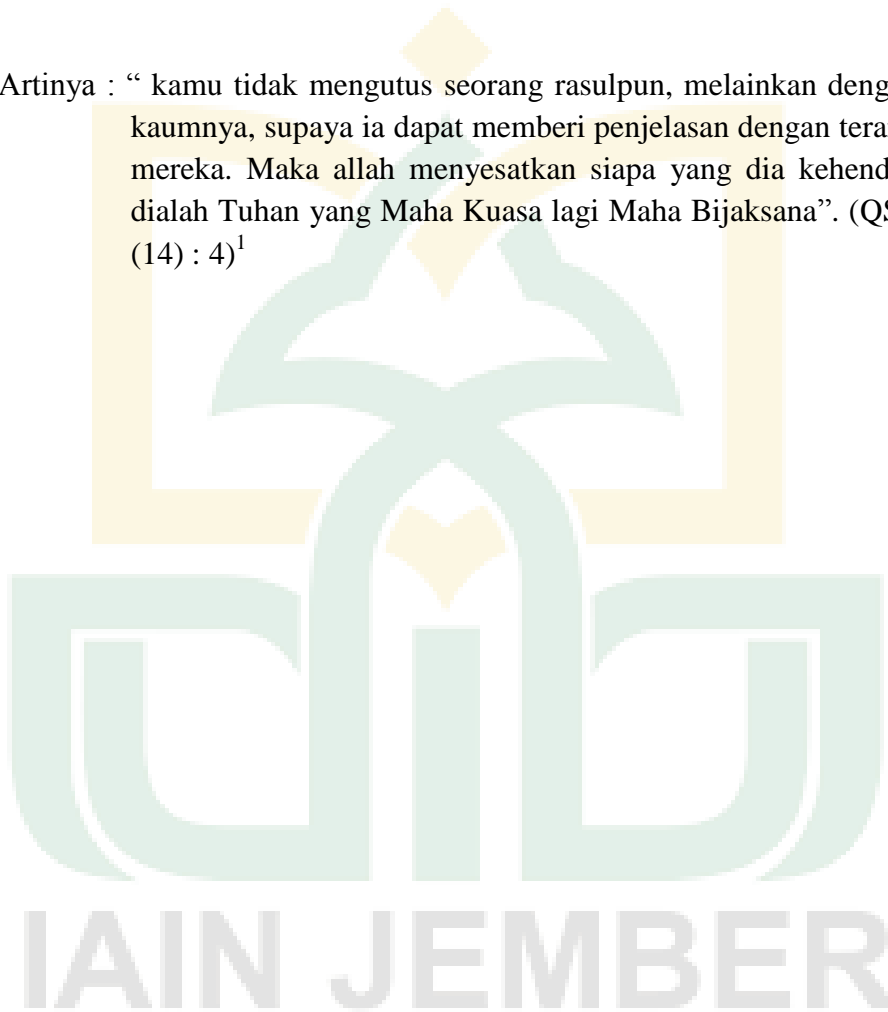 Artinya : “ kamu tidak mengutus seorang rasulpun, melainkan deng
kaumnya, supaya ia dapat memberi penjelasan dengan tera
mereka. Maka allah menyesatkan siapa yang dia kehend
dialah Tuhan yang Maha Kuasa lagi Maha Bijaksana”. (QS
(14) : 4)¹
IAIN JEMBER